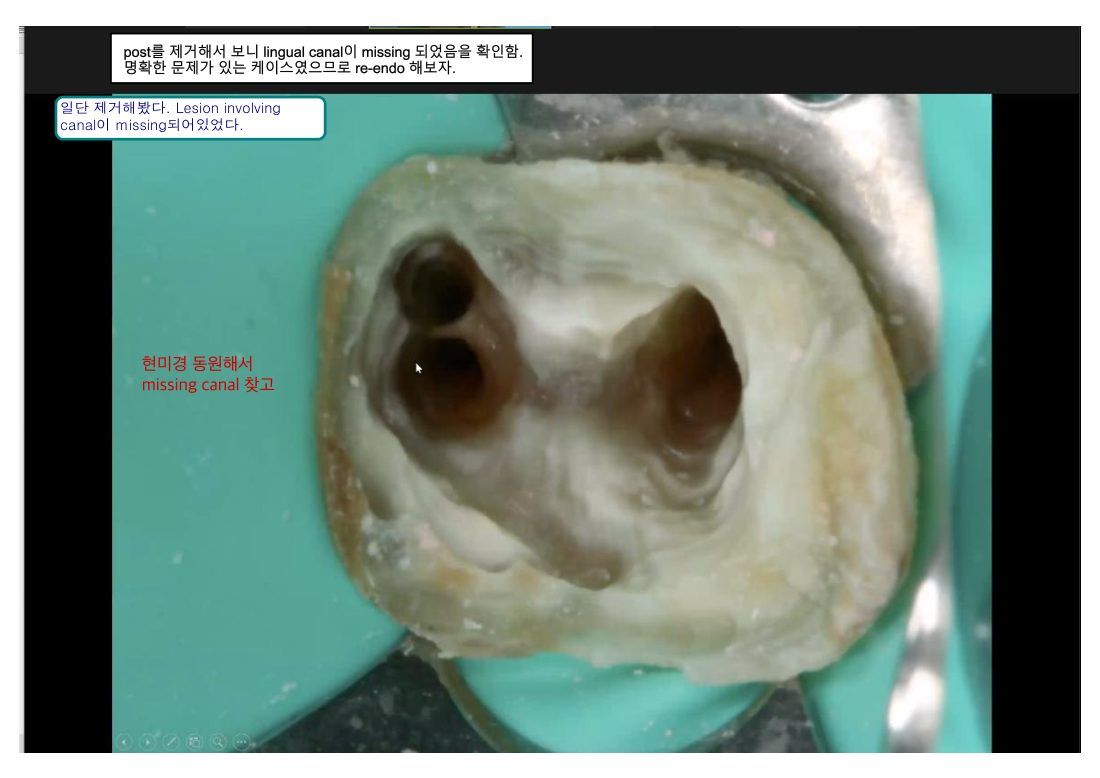 post를 제거해서 보니 lingual canal이 missing 되었음을 확인함.
명확한 문제가 있는 케이스였으므로 re-endo 해보자.
일단 제거해봤다. Lesion involving
canal이 missing되어있었다.
현미경 동원해서
missing canal 찾고